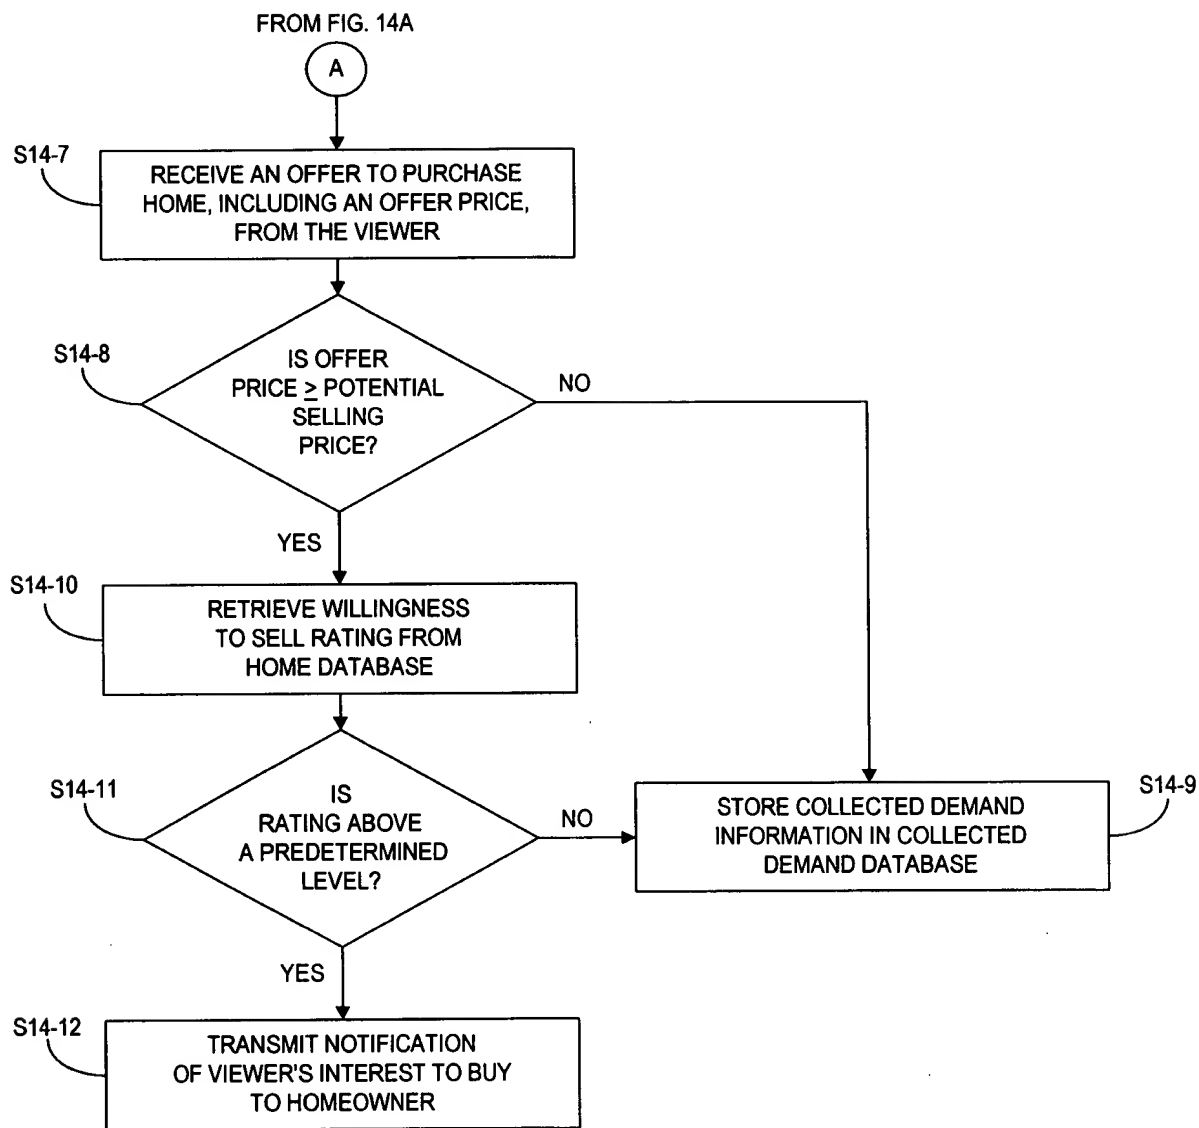 FROM FIG. 14A
A
S14-7
RECEIVE AN OFFER TO PURCHASE
HOME, INCLUDING AN OFFER PRICE,
FROM THE VIEWER
S14-8
IS OFFER
PRICE ≥ POTENTIAL
SELLING
PRICE?
NO
YES
S14-10
RETRIEVE WILLINGNESS
TO SELL RATING FROM
HOME DATABASE
S14-11
IS
RATING ABOVE
A PREDETERMINED
LEVEL?
NO
S14-9
STORE COLLECTED DEMAND
INFORMATION IN COLLECTED
DEMAND DATABASE
YES
S14-12
TRANSMIT NOTIFICATION
OF VIEWER'S INTEREST TO BUY
TO HOMEOWNER